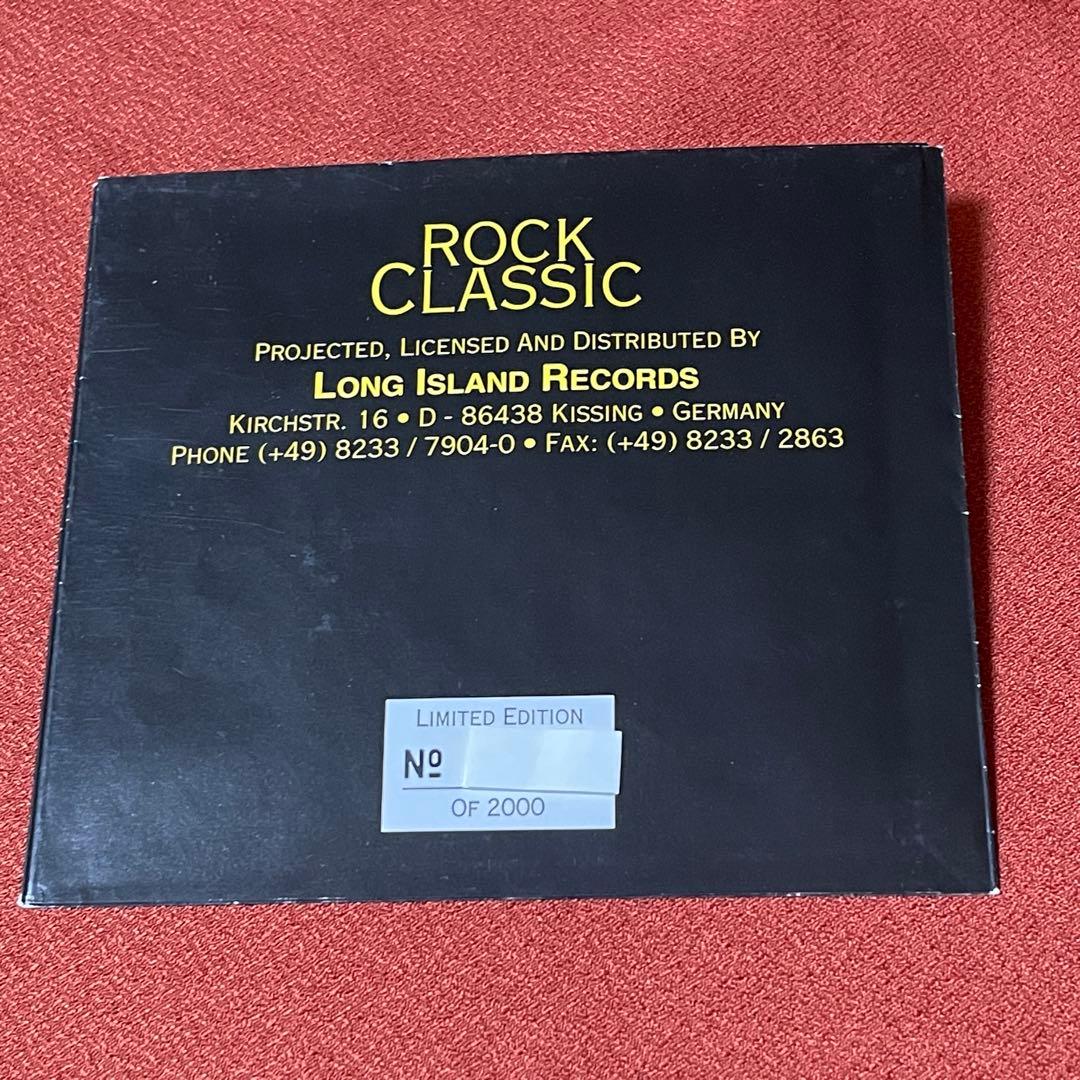 ROCK
CLASSIC
PROJECTED, LICENSED AND DISTRIBUTED BY
LONG ISLAND RECORDS
KIRCHSTR. 16 • D - 86438 KISSING • GERMANY
PHONE (+49) 8233 / 7904-0 • FAX: (+49) 8233 / 2863
LIMITED EDITION
Nº
OF 2000